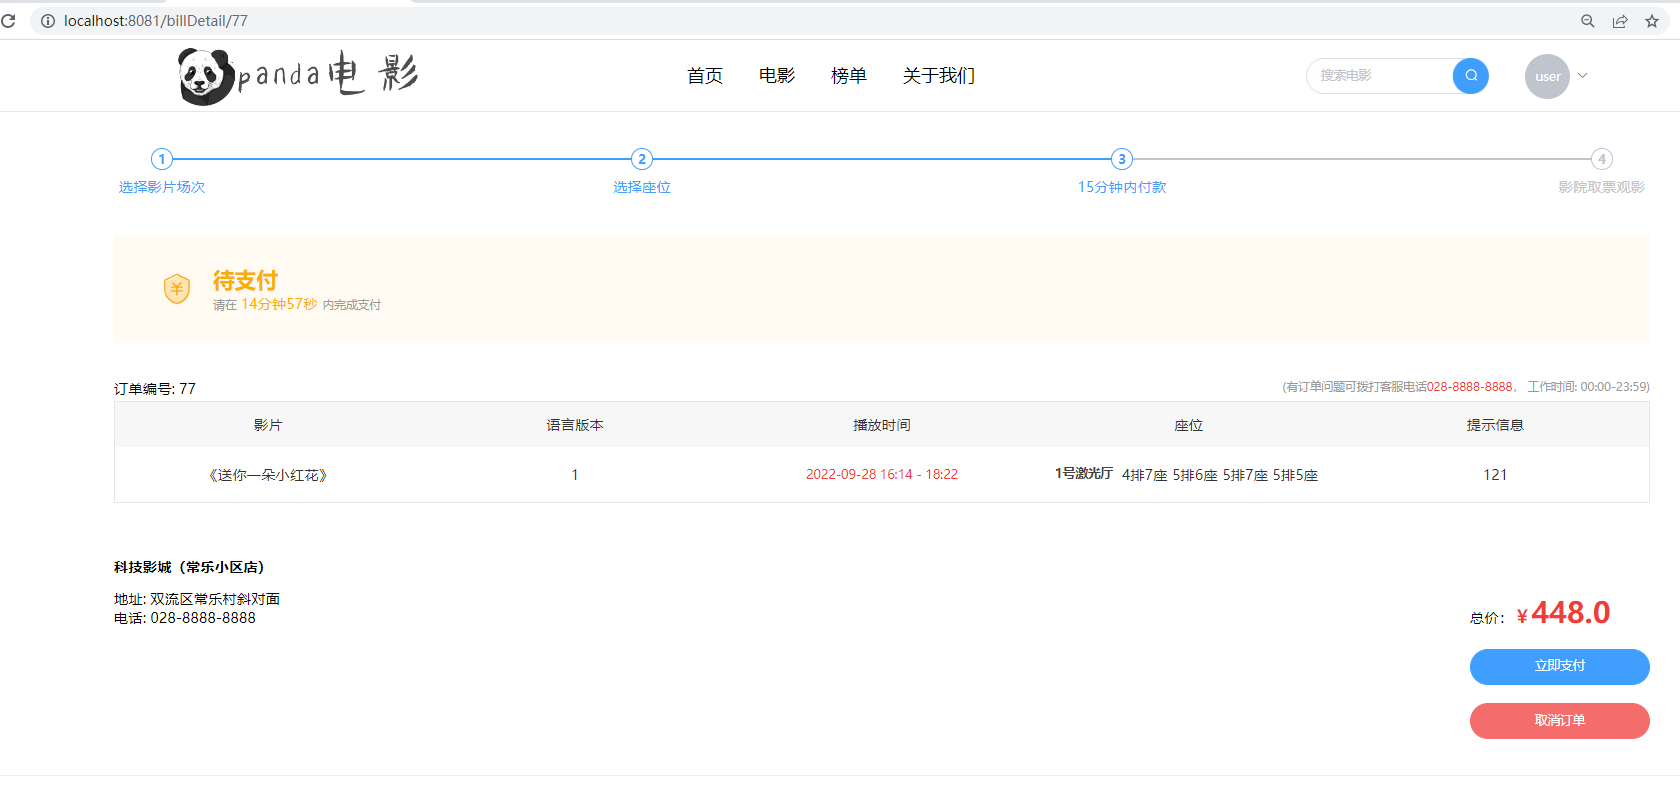 localhost:8081/billDetail/77
panda电影
首页 电影 榜单 关于我们
搜索电影
user
1 2 3 4
选择影片场次 选择座位 15分钟内付款 影院取票观影
¥
待支付
请在 14分钟57秒 内完成支付
订单编号: 77
(有订单问题可拨打客服电话028-8888-8888， 工作时间: 00:00-23:59)
影片 语言版本 播放时间 座位 提示信息
《送你一朵小红花》 1 2022-09-28 16:14 - 18:22 1号激光厅 4排7座 5排6座 5排7座 5排5座 121
科技影城（常乐小区店）
地址: 双流区常乐村斜对面
电话: 028-8888-8888
总价：¥448.0
立即支付
取消订单